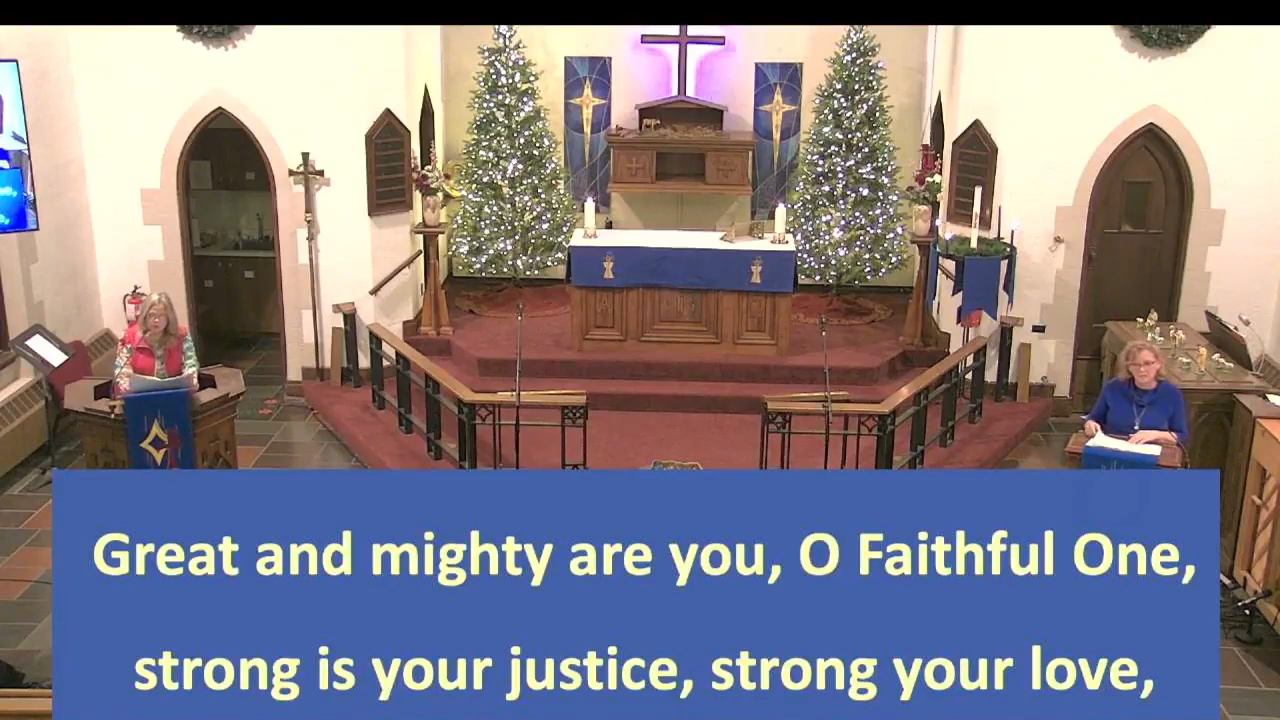 Great and mighty are you, O Faithful One,
strong is your justice, strong your love,